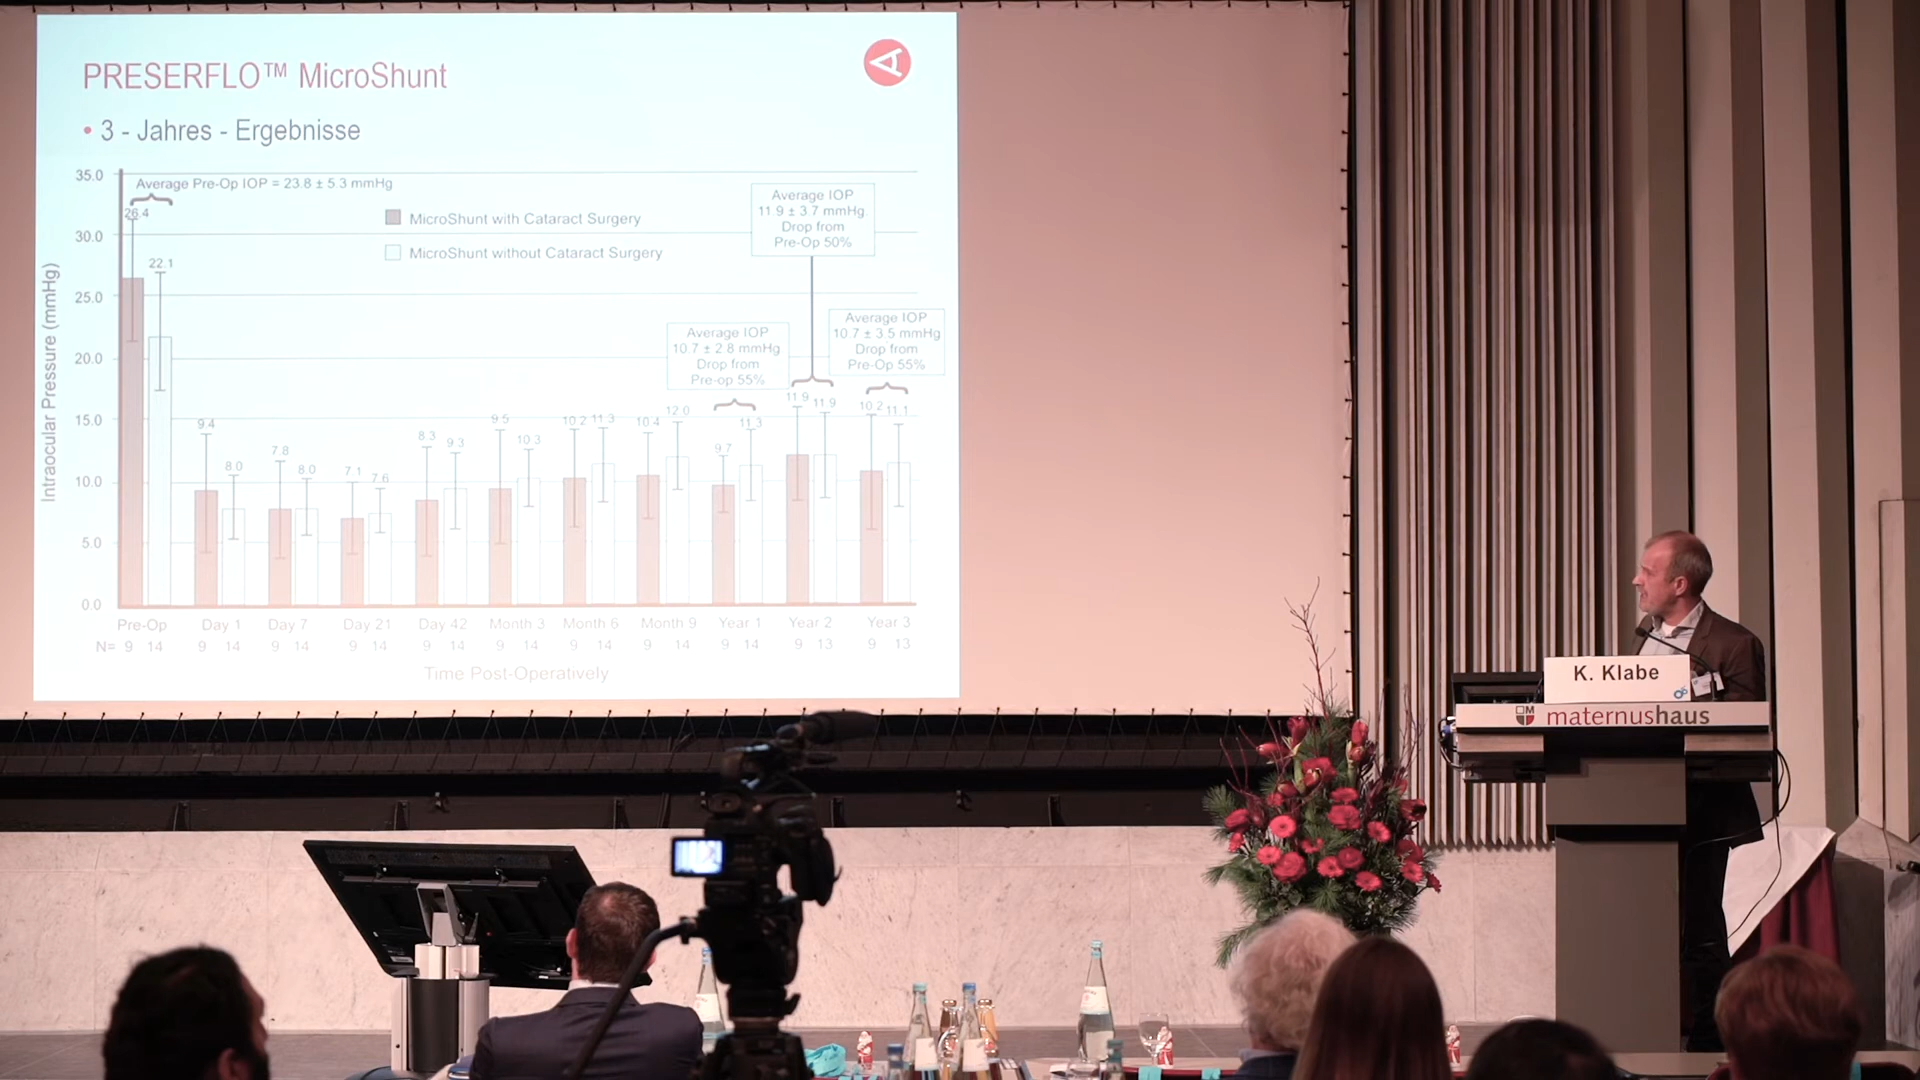 PRESERFLO™ MicroShunt
• 3 - Jahres - Ergebnisse
Average Pre-Op IOP = 23.8 ± 5.3 mmHg
MicroShunt with Cataract Surgery
MicroShunt without Cataract Surgery
Average IOP
11.9 ± 3.7 mmHg.
Drop from
Pre-Op 50%
Average IOP
10.7 ± 2.8 mmHg
Drop from
Pre-op 55%
Average IOP
10.7 ± 3.5 mmHg
Drop from
Pre-Op 55%
Intraocular Pressure (mmHg)
35.0
30.0
25.0
20.0
15.0
10.0
5.0
0.0
26.4 22.1
9.4 8.0
7.8 8.0
7.1 7.6
8.3 9.3
9.5 10.3
10.2 11.3
10.4 12.0
9.7 11.3
11.9 11.9
10.2 11.1
Pre-Op Day 1 Day 7 Day 21 Day 42 Month 3 Month 6 Month 9 Year 1 Year 2 Year 3
N= 9 14 9 14 9 14 9 14 9 14 9 14 9 14 9 14 9 14 9 13 9 13
Time Post-Operatively
K. Klabe
maternushaus